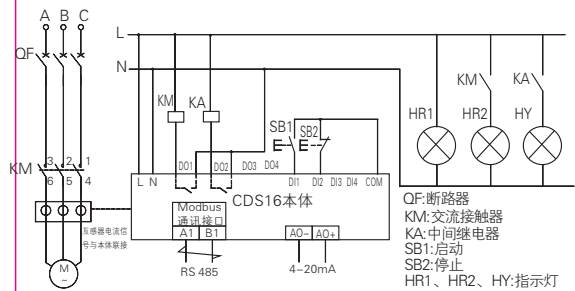 A B C
QF
L
N
KM KA
SB1 SB2
KM KA
HR1 HR2 HY
KM
3 2 1
6 5 4
DO1 DO2 DO3 DO4
L N DI1 DI2 DI3 DI4 COM
CDS16本体
Modbus
通讯接口
A1 B1
AO- AO+
互感器电流信
号与本体联接
M
~
RS 485
4-20mA
QF:断路器
KM:交流接触器
KA:中间继电器
SB1:启动
SB2:停止
HR1、HR2、HY:指示灯